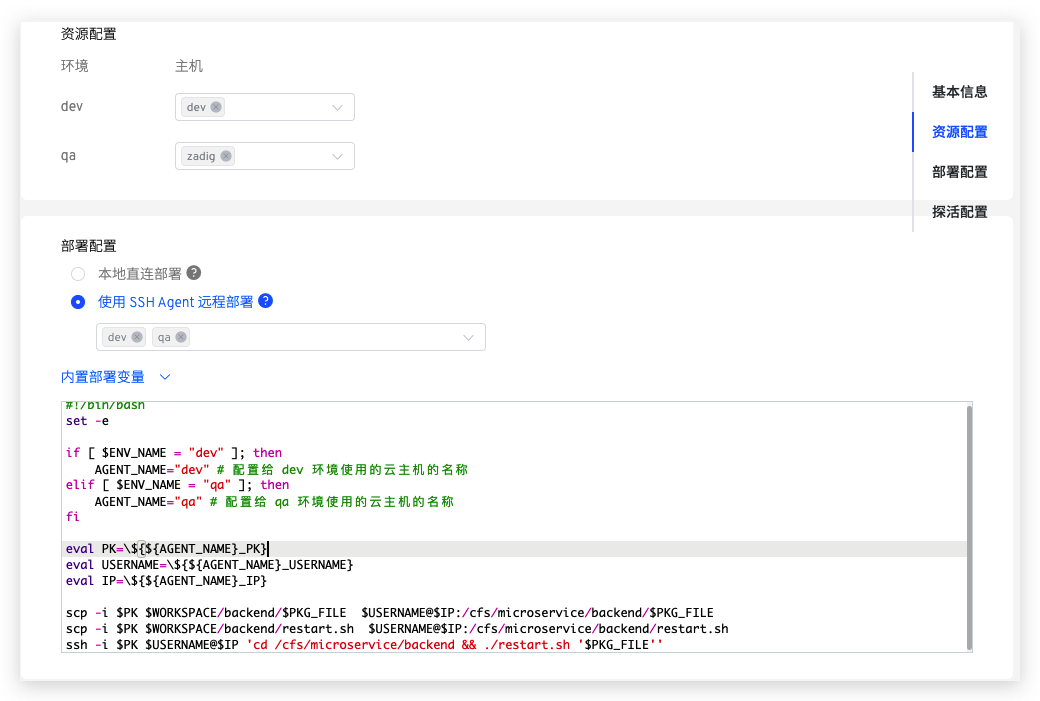 资源配置
环境 主机
dev dev
qa zadig
基本信息
资源配置
部署配置
探活配置
部署配置
本地直连部署 ?
使用 SSH Agent 远程部署 ?
dev qa
内置部署变量
#!/bin/bash
set -e
if [ $ENV_NAME = "dev" ]; then
    AGENT_NAME="dev" # 配置给 dev 环境使用的云主机的名称
elif [ $ENV_NAME = "qa" ]; then
    AGENT_NAME="qa" # 配置给 qa 环境使用的云主机的名称
fi
eval PK=\${${AGENT_NAME}_PK}
eval USERNAME=\${${AGENT_NAME}_USERNAME}
eval IP=\${${AGENT_NAME}_IP}
scp -i $PK $WORKSPACE/backend/$PKG_FILE  $USERNAME@$IP:/cfs/microservice/backend/$PKG_FILE
scp -i $PK $WORKSPACE/backend/restart.sh  $USERNAME@$IP:/cfs/microservice/backend/restart.sh
ssh -i $PK $USERNAME@$IP 'cd /cfs/microservice/backend && ./restart.sh '$PKG_FILE''